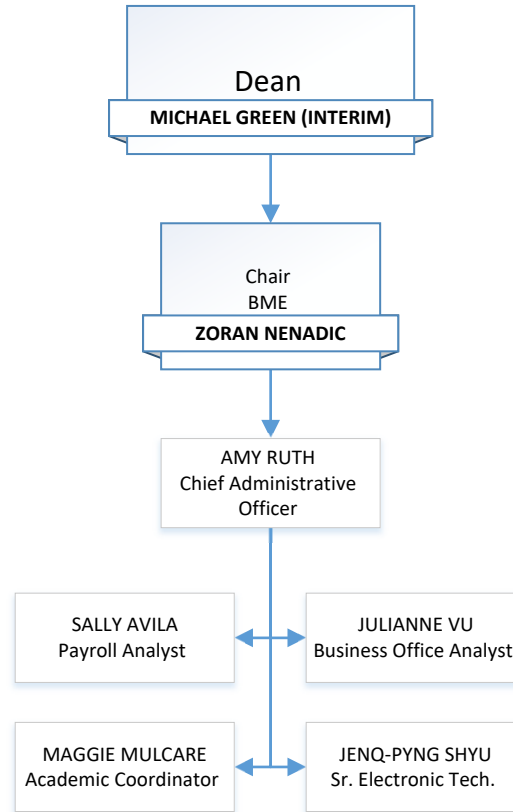 Dean
MICHAEL GREEN (INTERIM)
Chair
BME
ZORAN NENADIC
AMY RUTH
Chief Administrative
Officer
SALLY AVILA
Payroll Analyst
JULIANNE VU
Business Office Analyst
MAGGIE MULCARE
Academic Coordinator
JENQ-PYNG SHYU
Sr. Electronic Tech.